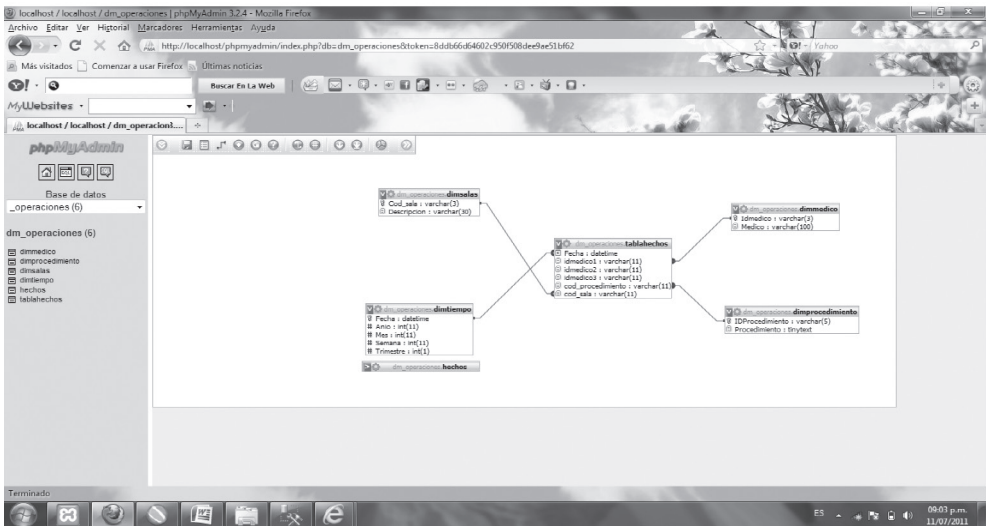 localhost / localhost / dm_operaciones | phpMyAdmin 3.2.4 - Mozilla Firefox
Archivo Editar Ver Historial Marcadores Herramientas Ayuda
http://localhost/phpmyadmin/index.php?db=dm_operaciones&token=8ddb66d64602c950f508dee9ae51bf62
Yahoo
Más visitados Comenzar a usar Firefox Últimas noticias
Buscar En La Web
MyWebsites
localhost / localhost / dm_operacion3....
phpMyAdmin
Base de datos
_operaciones (6)
dm_operaciones (6)
dimmedico
dimprocedimiento
dimsalas
dimtiempo
hechos
tablahechos
dm_operaciones.dimsalas
Cod_sala : varchar(3)
Descripcion : varchar(30)
dm_operaciones.dimmedico
Idmedico : varchar(3)
Medico : varchar(100)
dm_operaciones.tablahechos
Fecha : datetime
idmedico1 : varchar(11)
idmedico2 : varchar(11)
idmedico3 : varchar(11)
cod_procedimiento : varchar(11)
cod_sala : varchar(11)
dm_operaciones.dimtiempo
Fecha : datetime
# Anio : int(11)
# Mes : int(11)
# Semana : int(11)
# Trimestre : int(1)
dm_operaciones.dimprocedimiento
IDProcedimiento : varchar(5)
Procedimiento : tinytext
dm_operaciones.hechos
Terminado
ES
09:03 p.m.
11/07/2011